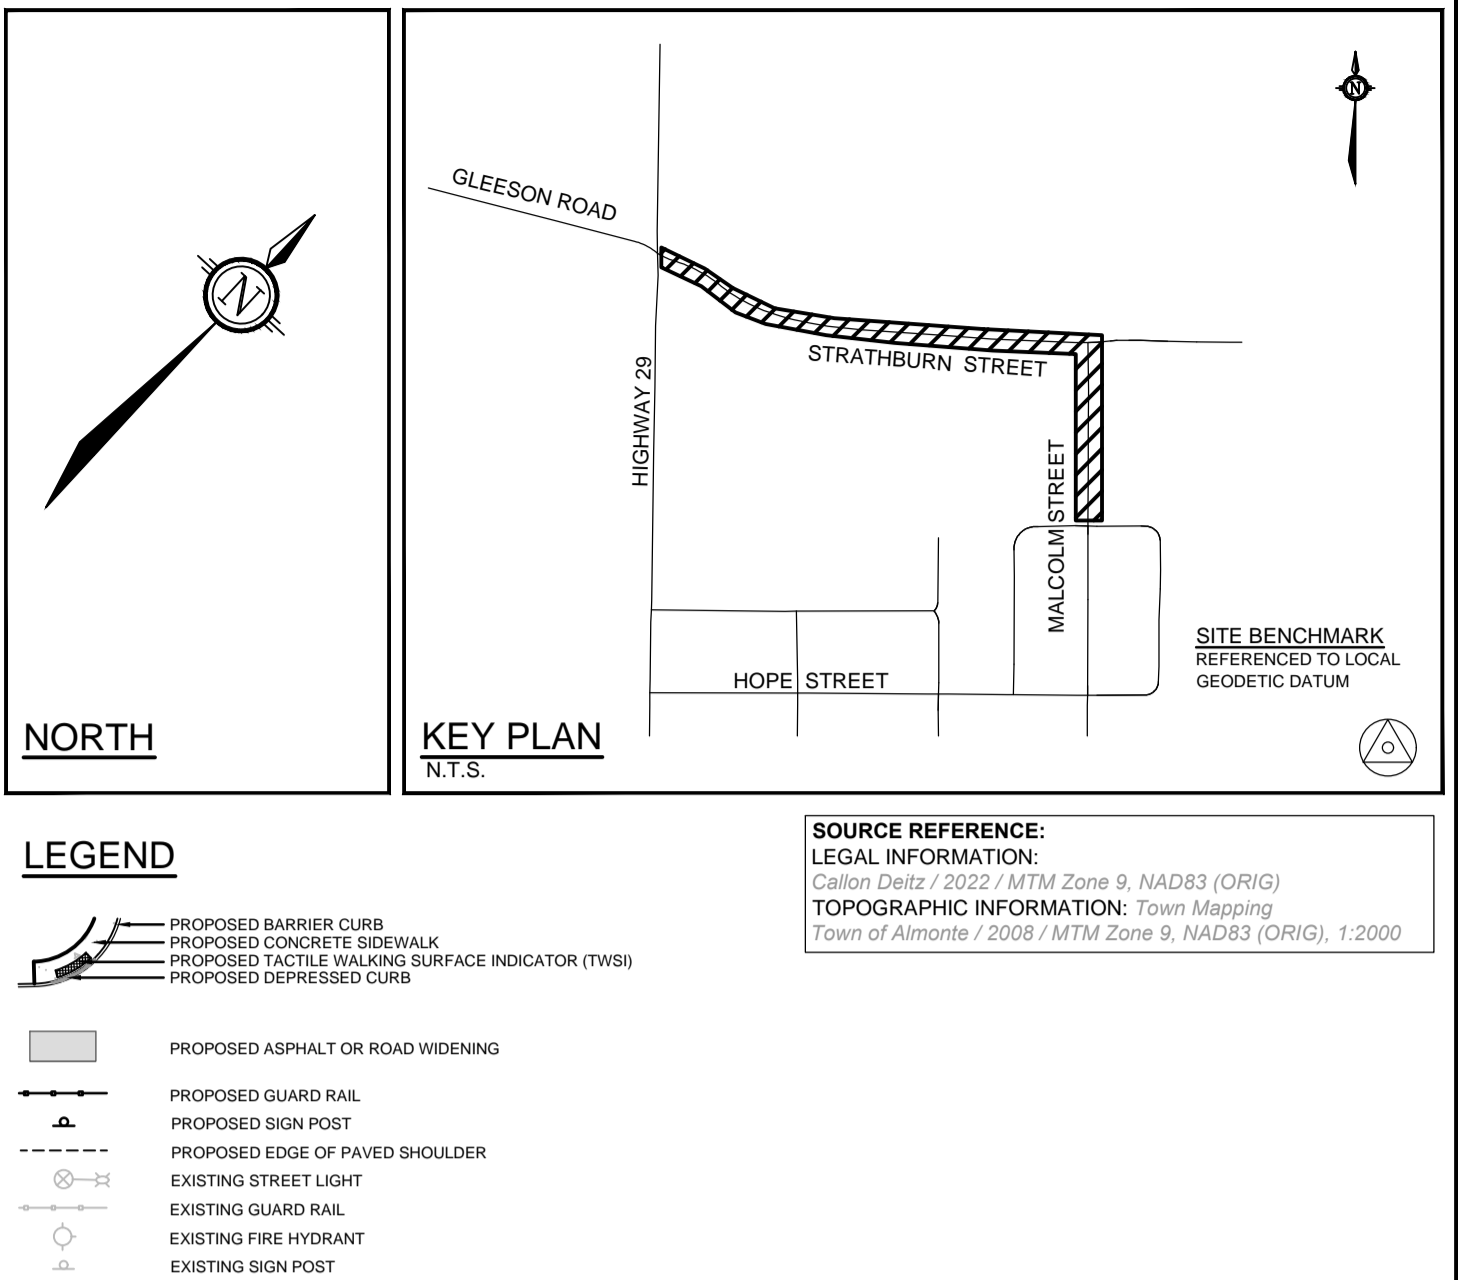 N
NORTH
N
GLEESON ROAD
STRATHBURN STREET
HIGHWAY 29
MALCOLM STREET
HOPE STREET
SITE BENCHMARK
REFERENCED TO LOCAL
GEODETIC DATUM
KEY PLAN
N.T.S.
LEGEND
PROPOSED BARRIER CURB
PROPOSED CONCRETE SIDEWALK
PROPOSED TACTILE WALKING SURFACE INDICATOR (TWSI)
PROPOSED DEPRESSED CURB
PROPOSED ASPHALT OR ROAD WIDENING
PROPOSED GUARD RAIL
PROPOSED SIGN POST
PROPOSED EDGE OF PAVED SHOULDER
EXISTING STREET LIGHT
EXISTING GUARD RAIL
EXISTING FIRE HYDRANT
EXISTING SIGN POST
SOURCE REFERENCE:
LEGAL INFORMATION:
Callon Deitz / 2022 / MTM Zone 9, NAD83 (ORIG)
TOPOGRAPHIC INFORMATION: Town Mapping
Town of Almonte / 2008 / MTM Zone 9, NAD83 (ORIG), 1:2000